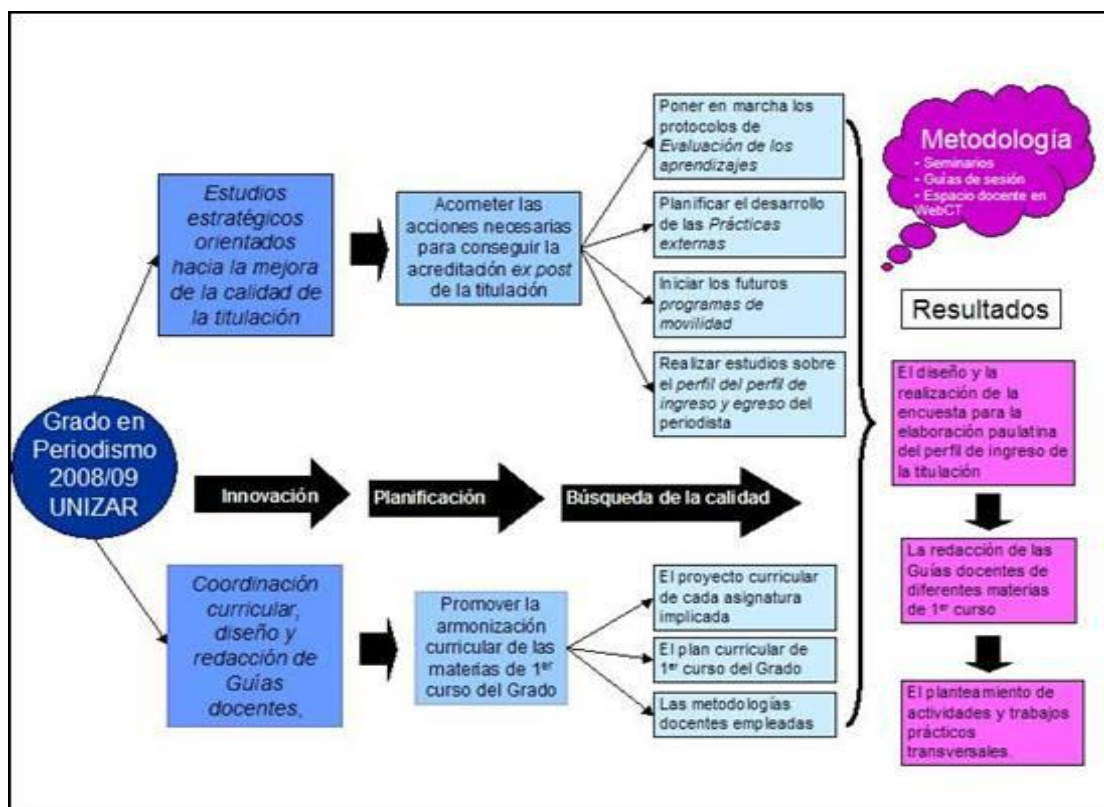 Grado en
Periodismo
2008/09
UNIZAR
Estudios
estratégicos
orientados
hacia la mejora
de la calidad de
la titulación
Acometer las
acciones necesarias
para conseguir la
acreditación ex post
de la titulación
Poner en marcha los
protocolos de
Evaluación de los
aprendizajes
Planificar el desarrollo
de las Prácticas
externas
Iniciar los futuros
programas de
movilidad
Realizar estudios sobre
el perfil del perfil de
ingreso y egreso del
periodista
Innovación
Planificación
Búsqueda de la calidad
Coordinación
curricular,
diseño y
redacción de
Guías
docentes,
Promover la
armonización
curricular de las
materias de 1er
curso del Grado
El proyecto curricular
de cada asignatura
implicada
El plan curricular de
1er curso del Grado
Las metodologías
docentes empleadas
Metodología
• Seminarios
• Guías de sesión
• Espacio docente en
WebCT
Resultados
El diseño y la
realización de la
encuesta para la
elaboración paulatina
del perfil de ingreso de
la titulación
La redacción de las
Guías docentes de
diferentes materias
de 1er curso
El planteamiento de
actividades y trabajos
prácticos
transversales.